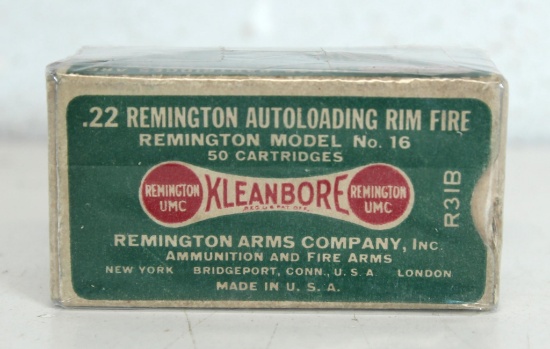 .22 REMINGTON AUTOLOADING RIM FIRE
REMINGTON MODEL No. 16
50 CARTRIDGES
REMINGTON UMC
KLEANBORE
REMINGTON UMC
R31B
REMINGTON ARMS COMPANY, INC.
AMMUNITION AND FIRE ARMS
NEW YORK BRIDGEPORT, CONN., U. S. A. LONDON
MADE IN U. S. A.